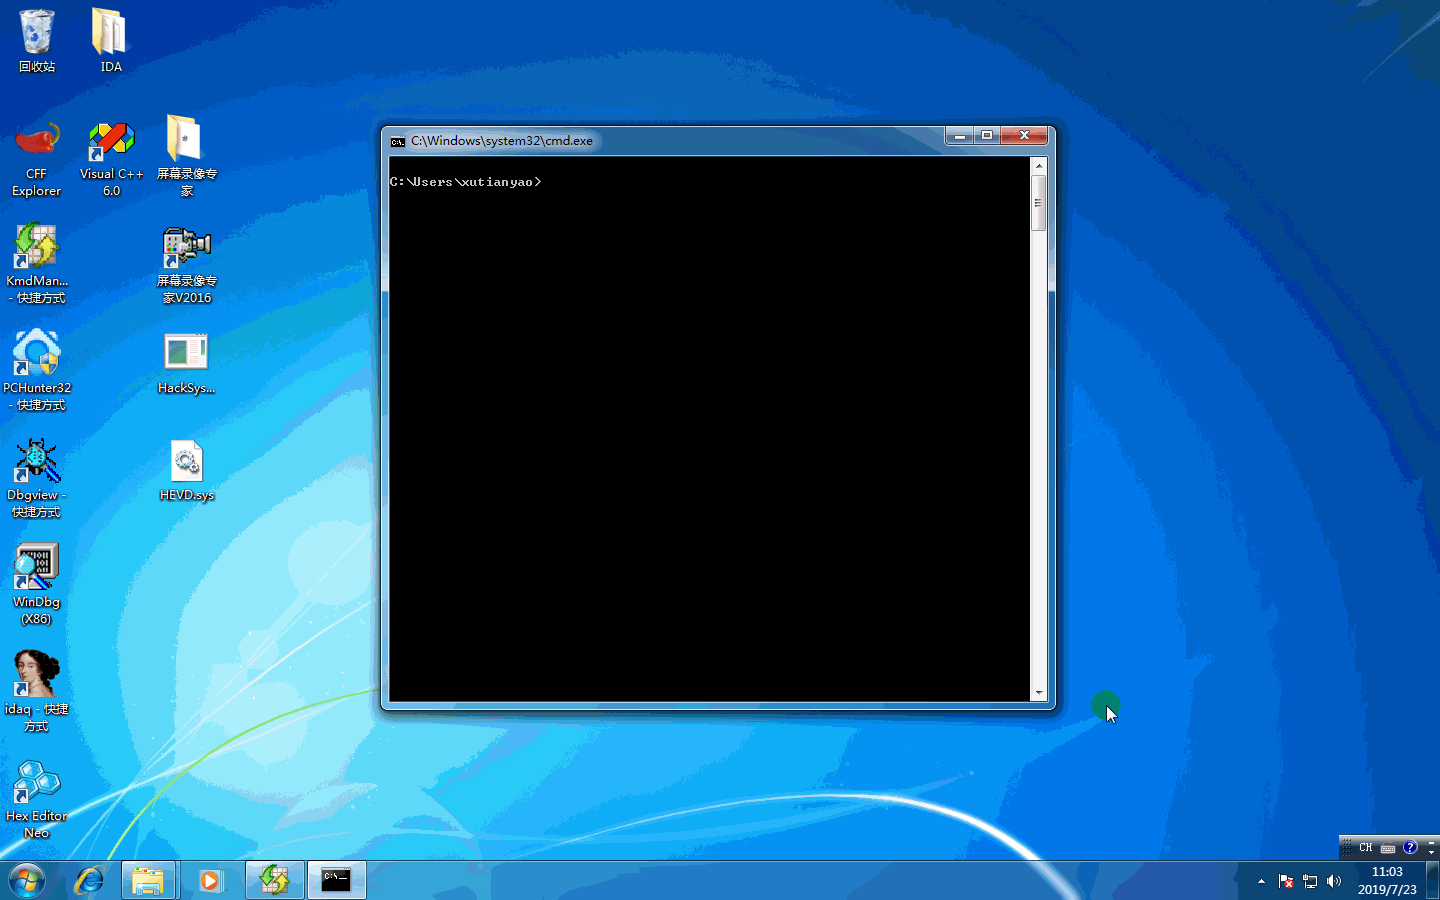 回收站
IDA
CFF
Explorer
Visual C++
6.0
屏幕录像专
家
KmdMan...
- 快捷方式
屏幕录像专
家V2016
PCHunter32
- 快捷方式
HackSys...
Dbgview -
快捷方式
HEVD.sys
WinDbg
(X86)
idaq - 快捷
方式
Hex Editor
Neo
C:\Windows\system32\cmd.exe
C:\Users\xutianyao>
CH
11:03
2019/7/23